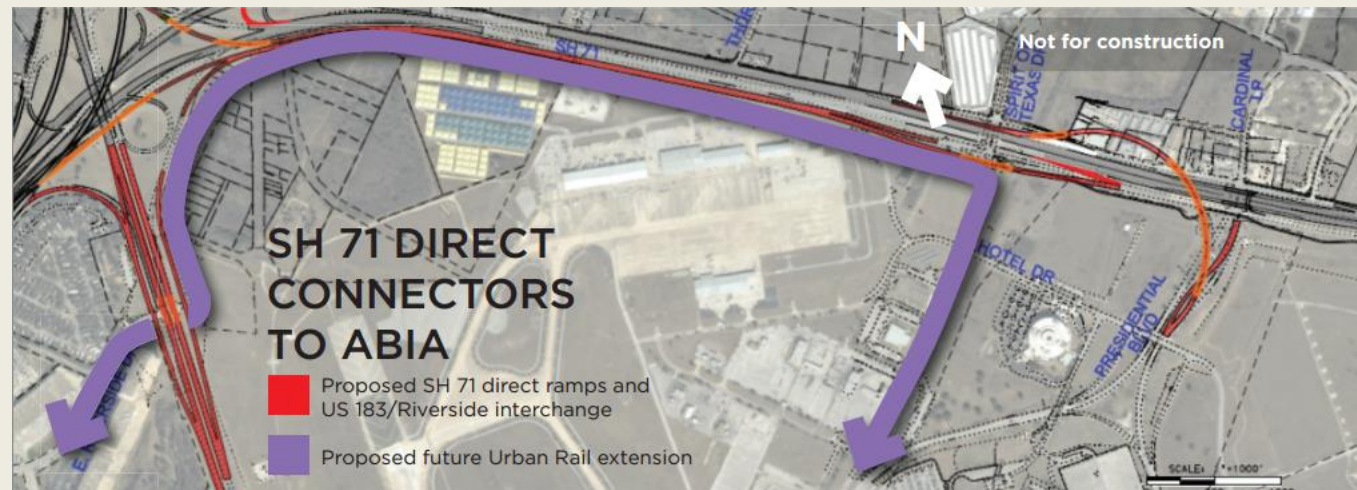 N
Not for construction
SH 71
SPIRIT OF
TEXAS DR
CARDINAL
LP
HOTEL DR
PRESIDENTIAL
BLVD
SH 71 DIRECT
CONNECTORS
TO ABIA
Proposed SH 71 direct ramps and
US 183/Riverside interchange
Proposed future Urban Rail extension